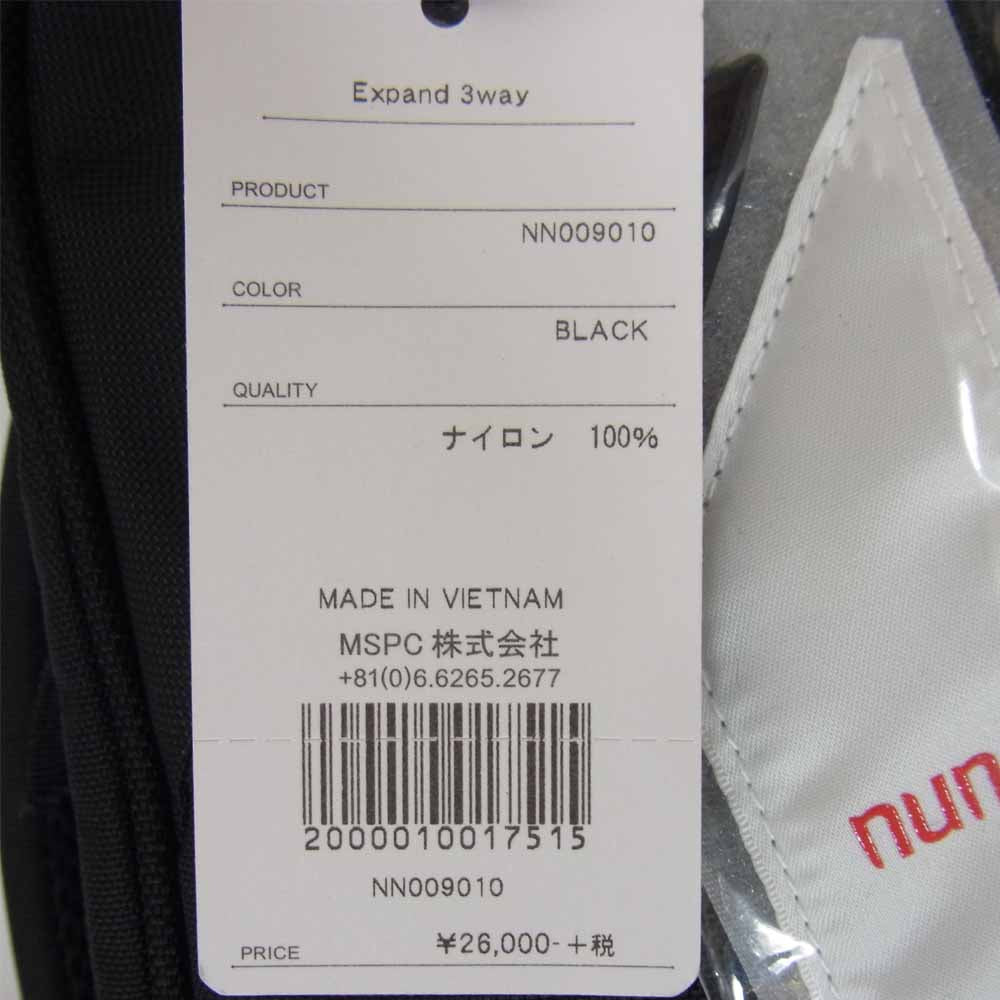 Expand 3way
PRODUCT
NN009010
COLOR
BLACK
QUALITY
ナイロン 100%
MADE IN VIETNAM
MSPC 株式会社
+81(0)6.6265.2677
2000010017515
NN009010
PRICE ¥26,000-+税
nun